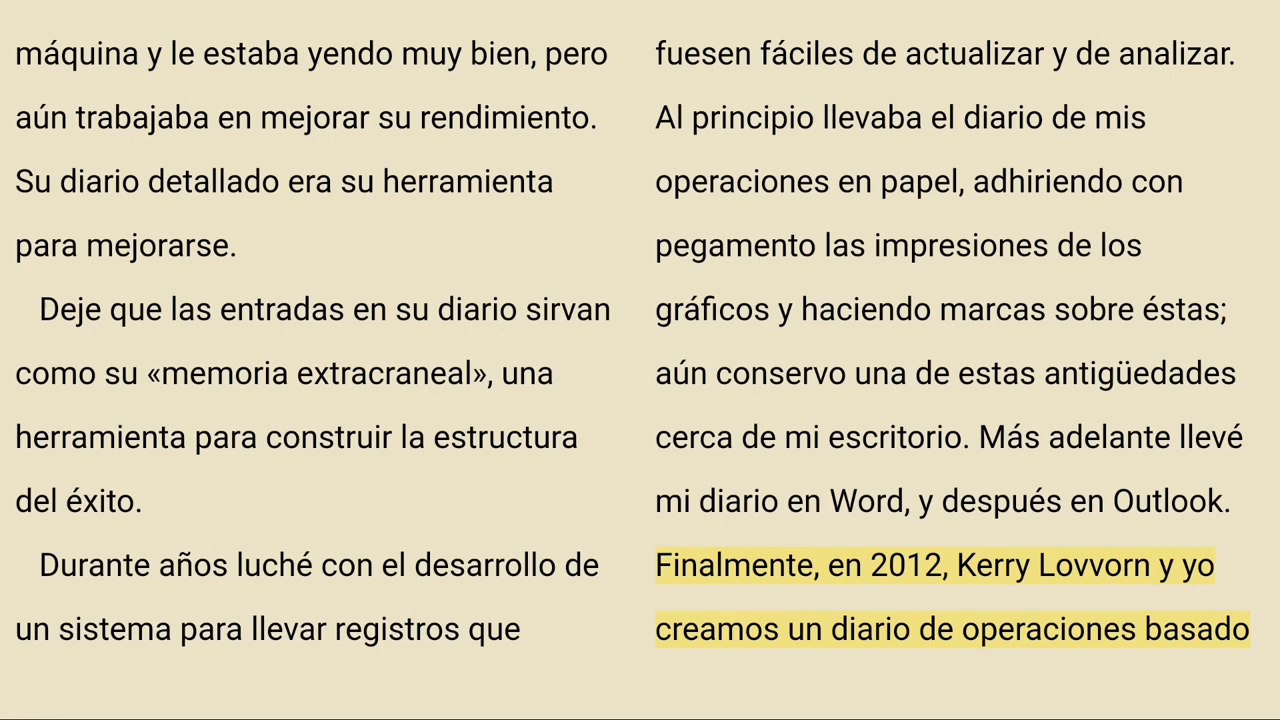 máquina y le estaba yendo muy bien, pero
aún trabajaba en mejorar su rendimiento.
Su diario detallado era su herramienta
para mejorarse.
Deje que las entradas en su diario sirvan
como su «memoria extracraneal», una
herramienta para construir la estructura
del éxito.
Durante años luché con el desarrollo de
un sistema para llevar registros que
fuesen fáciles de actualizar y de analizar.
Al principio llevaba el diario de mis
operaciones en papel, adhiriendo con
pegamento las impresiones de los
gráficos y haciendo marcas sobre éstas;
aún conservo una de estas antigüedades
cerca de mi escritorio. Más adelante llevé
mi diario en Word, y después en Outlook.
Finalmente, en 2012, Kerry Lovvorn y yo
creamos un diario de operaciones basado